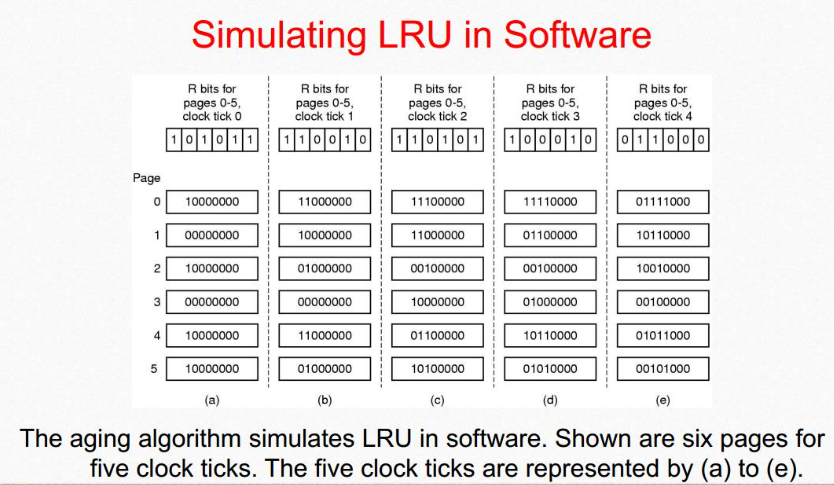 Simulating LRU in Software
R bits for pages 0-5, clock tick 0
R bits for pages 0-5, clock tick 1
R bits for pages 0-5, clock tick 2
R bits for pages 0-5, clock tick 3
R bits for pages 0-5, clock tick 4
1 0 1 0 1 1
1 1 0 0 1 0
1 1 0 1 0 1
1 0 0 0 1 0
0 1 1 0 0 0
Page
0 10000000 11000000 11100000 11110000 01111000
1 00000000 10000000 11000000 01100000 10110000
2 10000000 01000000 00100000 00100000 10010000
3 00000000 00000000 10000000 01000000 00100000
4 10000000 11000000 01100000 10110000 01011000
5 10000000 01000000 10100000 01010000 00101000
(a) (b) (c) (d) (e)
The aging algorithm simulates LRU in software. Shown are six pages for
five clock ticks. The five clock ticks are represented by (a) to (e).